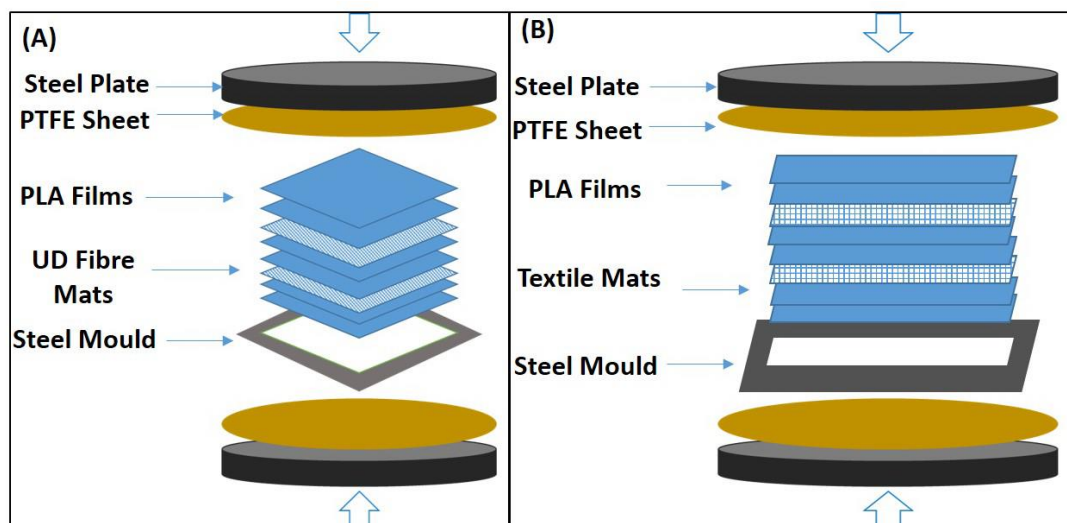 (A)
Steel Plate
PTFE Sheet
PLA Films
UD Fibre
Mats
Steel Mould
(B)
Steel Plate
PTFE Sheet
PLA Films
Textile Mats
Steel Mould